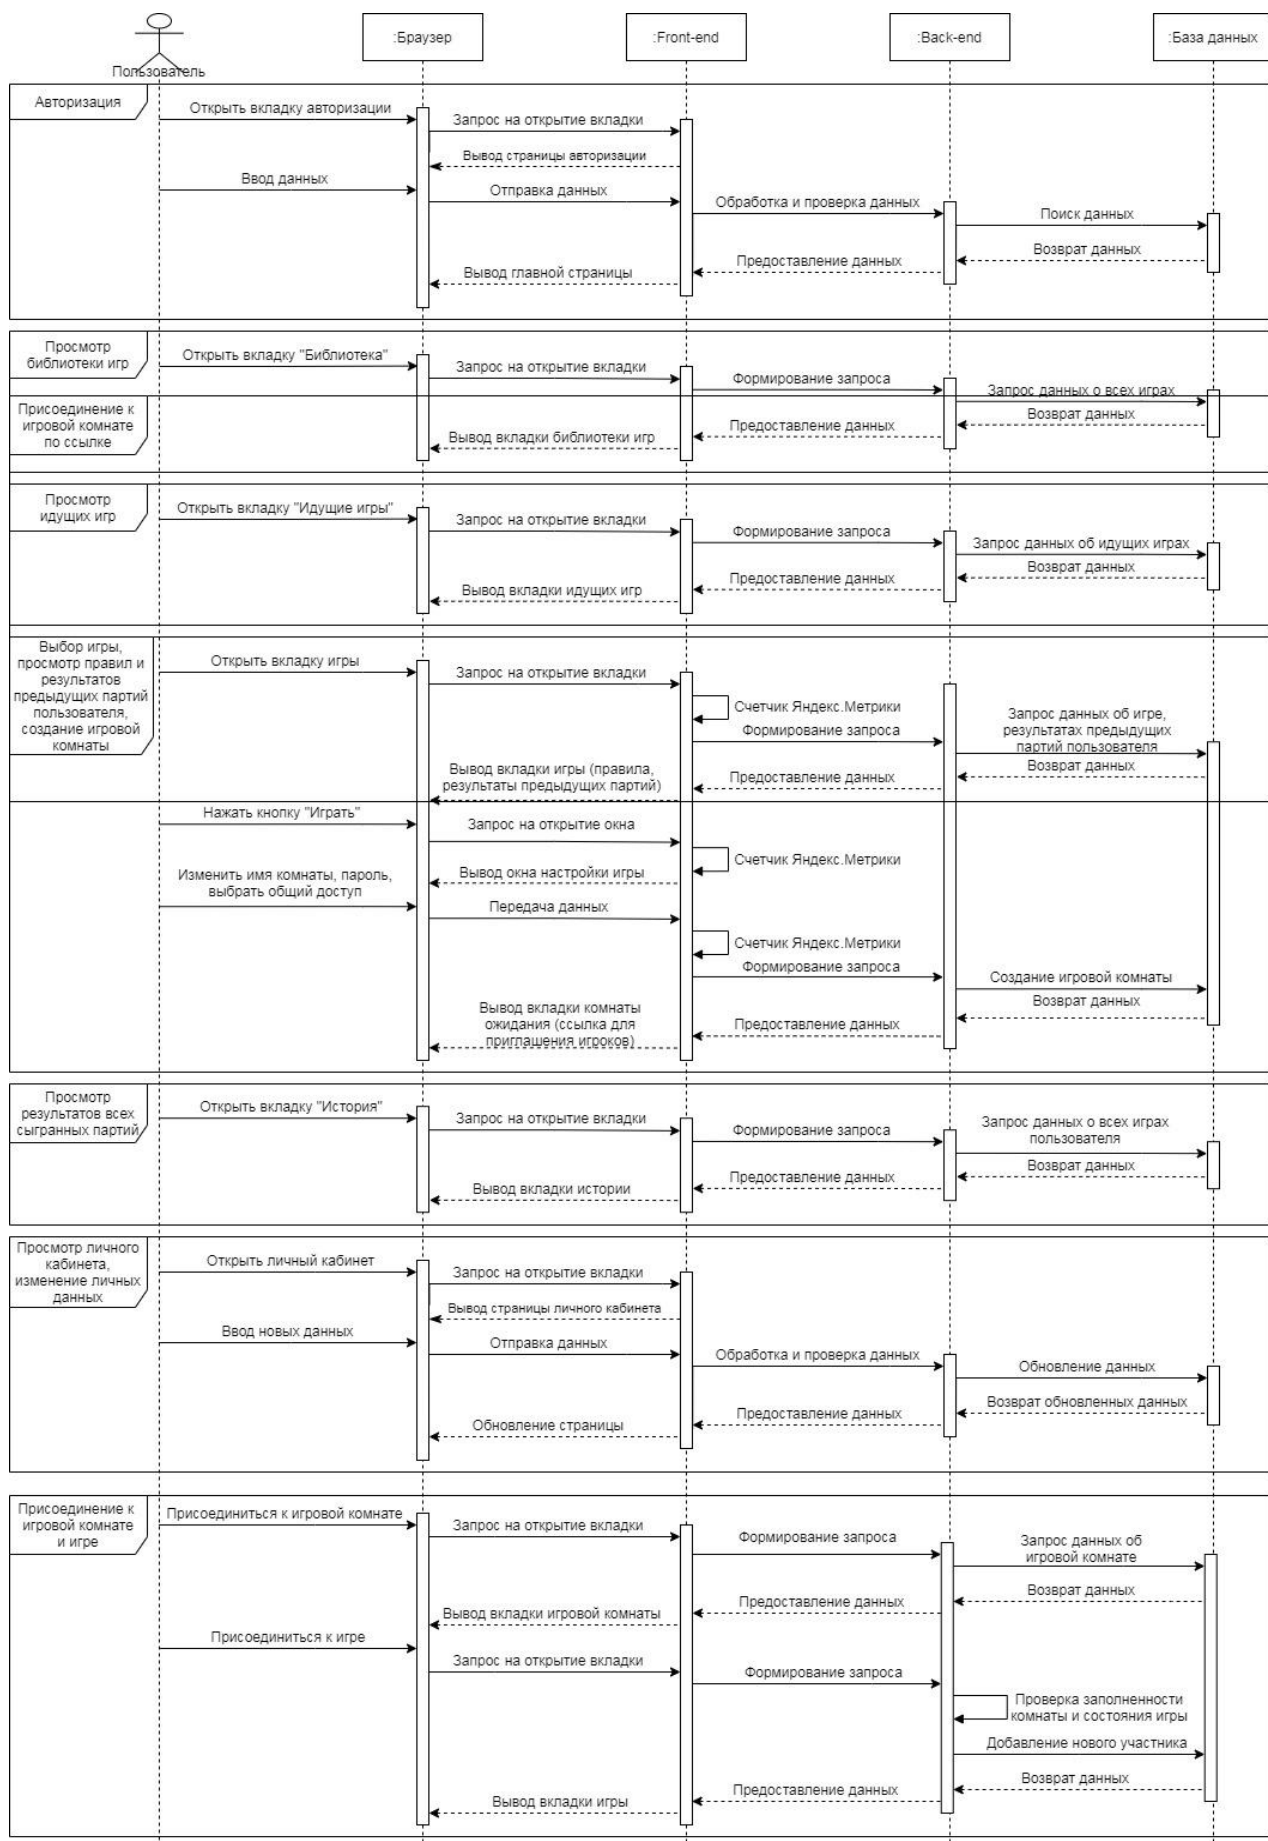 :Браузер
:Front-end
:Back-end
:База данных
Пользователь
Авторизация
Открыть вкладку авторизации
Запрос на открытие вкладки
Вывод страницы авторизации
Ввод данных
Отправка данных
Обработка и проверка данных
Поиск данных
Возврат данных
Предоставление данных
Вывод главной страницы
Просмотр
библиотеки игр
Открыть вкладку "Библиотека"
Запрос на открытие вкладки
Формирование запроса
Запрос данных о всех играх
Присоединение к
игровой комнате
по ссылке
Возврат данных
Предоставление данных
Вывод вкладки библиотеки игр
Просмотр
идущих игр
Открыть вкладку "Идущие игры"
Запрос на открытие вкладки
Формирование запроса
Запрос данных об идущих играх
Возврат данных
Предоставление данных
Вывод вкладки идущих игр
Выбор игры,
просмотр правил и
результатов
предыдущих партий
пользователя,
создание игровой
комнаты
Открыть вкладку игры
Запрос на открытие вкладки
Счетчик Яндекс.Метрики
Формирование запроса
Запрос данных об игре,
результатах предыдущих
партий пользователя
Возврат данных
Предоставление данных
Вывод вкладки игры (правила,
результаты предыдущих партий)
Нажать кнопку "Играть"
Запрос на открытие окна
Счетчик Яндекс.Метрики
Вывод окна настройки игры
Изменить имя комнаты, пароль,
выбрать общий доступ
Передача данных
Счетчик Яндекс.Метрики
Формирование запроса
Создание игровой комнаты
Возврат данных
Предоставление данных
Вывод вкладки комнаты
ожидания (ссылка для
приглашения игроков)
Просмотр
результатов всех
сыгранных партий
Открыть вкладку "История"
Запрос на открытие вкладки
Формирование запроса
Запрос данных о всех играх
пользователя
Возврат данных
Предоставление данных
Вывод вкладки истории
Просмотр личного
кабинета,
изменение личных
данных
Открыть личный кабинет
Запрос на открытие вкладки
Вывод страницы личного кабинета
Ввод новых данных
Отправка данных
Обработка и проверка данных
Обновление данных
Возврат обновленных данных
Предоставление данных
Обновление страницы
Присоединение к
игровой комнате
и игре
Присоединиться к игровой комнате
Запрос на открытие вкладки
Формирование запроса
Запрос данных об
игровой комнате
Возврат данных
Предоставление данных
Вывод вкладки игровой комнаты
Присоединиться к игре
Запрос на открытие вкладки
Формирование запроса
Проверка заполненности
комнаты и состояния игры
Добавление нового участника
Возврат данных
Предоставление данных
Вывод вкладки игры